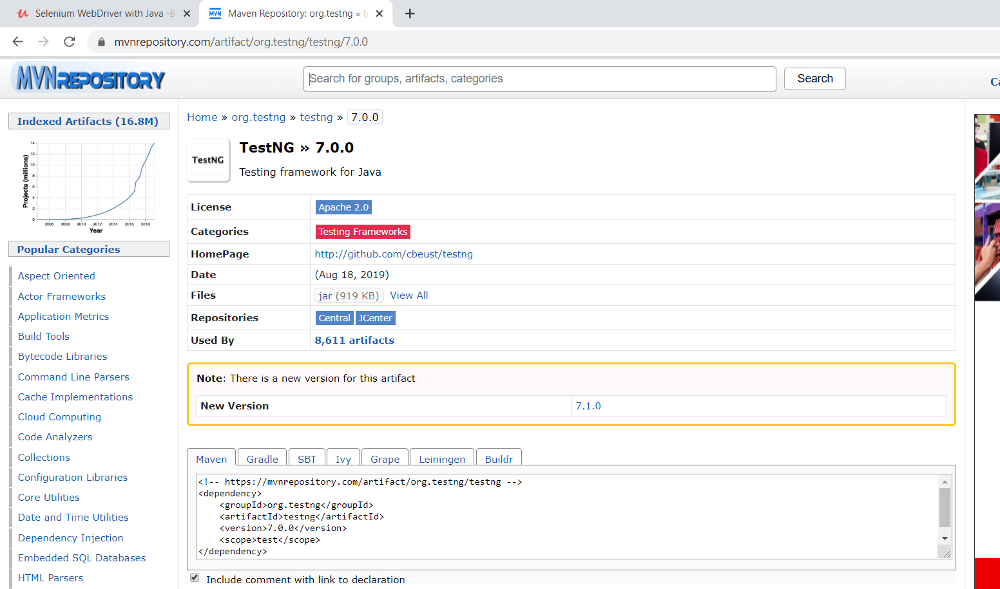 Selenium WebDriver with Java -B
Maven Repository: org.testng » te
mvnrepository.com/artifact/org.testng/testng/7.0.0
MVNREPOSITORY
Search for groups, artifacts, categories
Search
Ca
Indexed Artifacts (16.8M)
Projects (millions)
14
12
10
8
6
4
2
0
2006 2008 2010 2012 2014 2016 2018
Year
Popular Categories
Aspect Oriented
Actor Frameworks
Application Metrics
Build Tools
Bytecode Libraries
Command Line Parsers
Cache Implementations
Cloud Computing
Code Analyzers
Collections
Configuration Libraries
Core Utilities
Date and Time Utilities
Dependency Injection
Embedded SQL Databases
HTML Parsers
Home » org.testng » testng » 7.0.0
TestNG
TestNG » 7.0.0
Testing framework for Java
License Apache 2.0
Categories Testing Frameworks
HomePage http://github.com/cbeust/testng
Date (Aug 18, 2019)
Files jar (919 KB) View All
Repositories Central JCenter
Used By 8,611 artifacts
Note: There is a new version for this artifact
New Version 7.1.0
Maven Gradle SBT Ivy Grape Leiningen Buildr
<!-- https://mvnrepository.com/artifact/org.testng/testng -->
<dependency>
    <groupId>org.testng</groupId>
    <artifactId>testng</artifactId>
    <version>7.0.0</version>
    <scope>test</scope>
</dependency>
Include comment with link to declaration